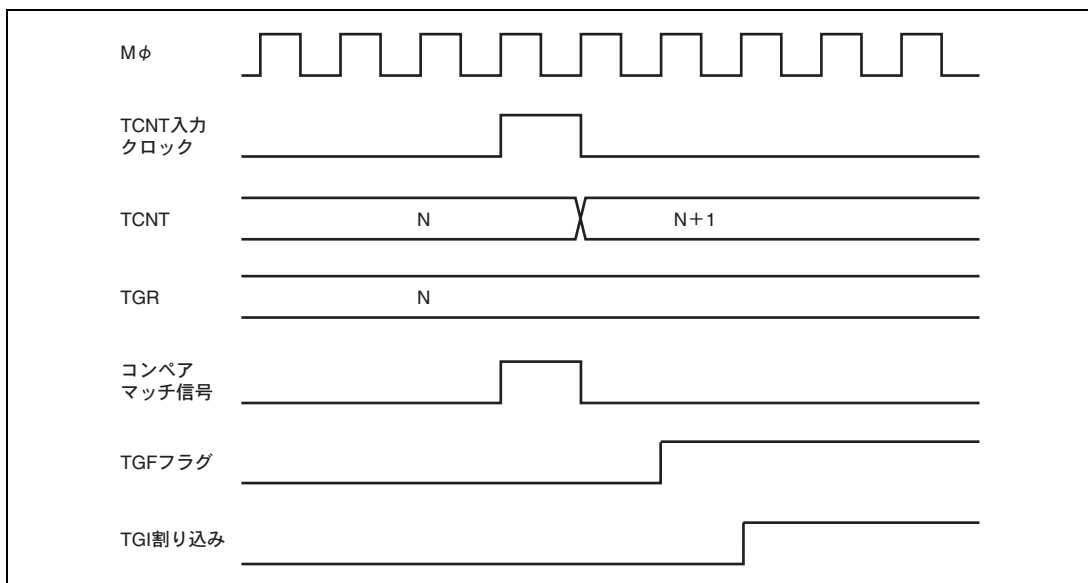 Mφ
TCNT入力
クロック
TCNT
N
N+1
TGR
N
コンペア
マッチ信号
TGFフラグ
TGI割り込み